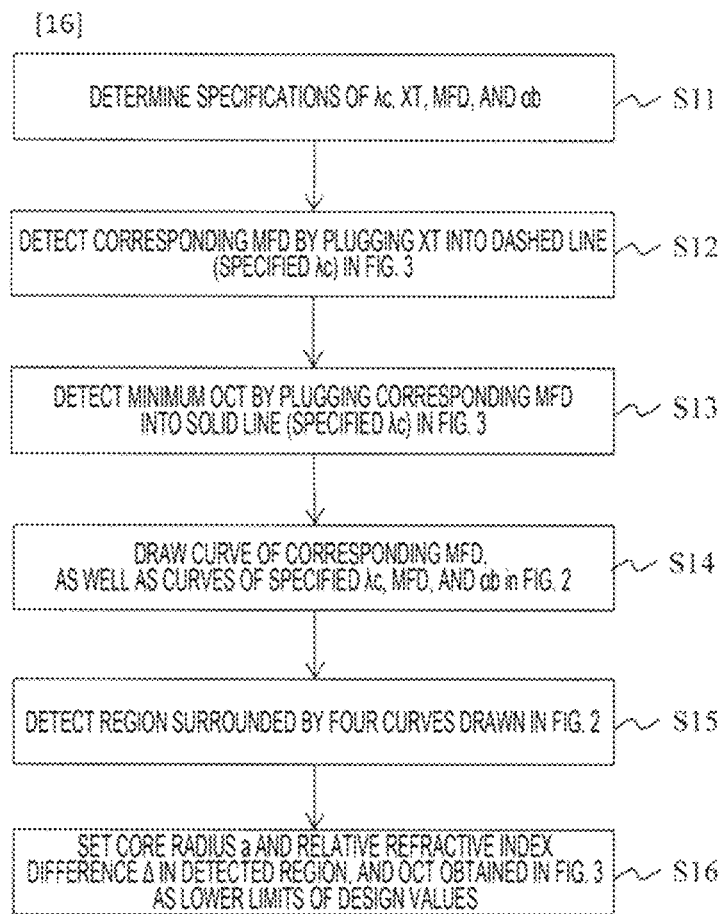 [16]
DETERMINE SPECIFICATIONS OF λc, XT, MFD, AND αb
S11
DETECT CORRESPONDING MFD BY PLUGGING XT INTO DASHED LINE
(SPECIFIED λc) IN FIG. 3
S12
DETECT MINIMUM OCT BY PLUGGING CORRESPONDING MFD
INTO SOLID LINE (SPECIFIED λc) IN FIG. 3
S13
DRAW CURVE OF CORRESPONDING MFD,
AS WELL AS CURVES OF SPECIFIED λc, MFD, AND αb in FIG. 2
S14
DETECT REGION SURROUNDED BY FOUR CURVES DRAWN IN FIG. 2
S15
SET CORE RADIUS a AND RELATIVE REFRACTIVE INDEX
DIFFERENCE Δ IN DETECTED REGION, AND OCT OBTAINED IN FIG. 3
AS LOWER LIMITS OF DESIGN VALUES
S16